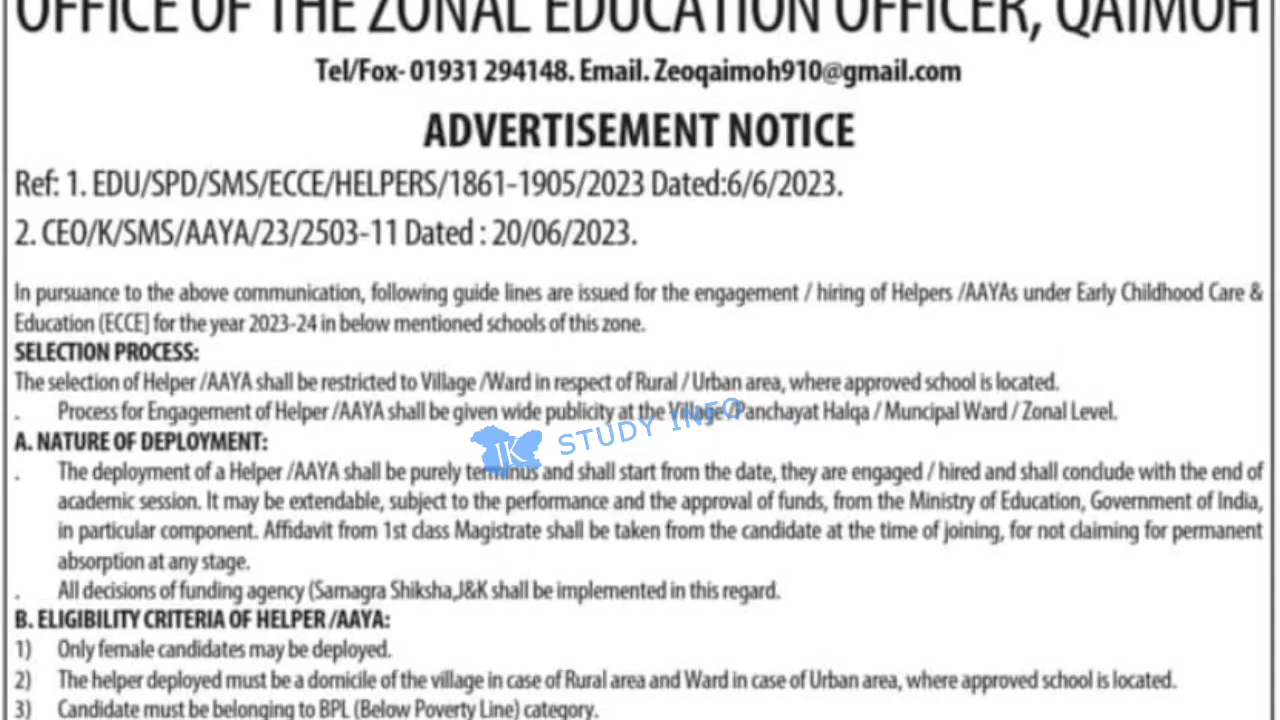 OFFICE OF THE ZONAL EDUCATION OFFICER, QAIMOH
Tel/Fox- 01931 294148. Email. Zeoqaimoh910@gmail.com
ADVERTISEMENT NOTICE
Ref: 1. EDU/SPD/SMS/ECCE/HELPERS/1861-1905/2023 Dated:6/6/2023.
2. CEO/K/SMS/AAYA/23/2503-11 Dated : 20/06/2023.
In pursuance to the above communication, following guide lines are issued for the engagement / hiring of Helpers /AAYAs under Early Childhood Care &
Education (ECCE] for the year 2023-24 in below mentioned schools of this zone.
SELECTION PROCESS:
The selection of Helper /AAYA shall be restricted to Village /Ward in respect of Rural / Urban area, where approved school is located.
. Process for Engagement of Helper /AAYA shall be given wide publicity at the Village/Panchayat Halqa / Muncipal Ward / Zonal Level.
JK STUDY INFO
A. NATURE OF DEPLOYMENT:
. The deployment of a Helper /AAYA shall be purely terminus and shall start from the date, they are engaged / hired and shall conclude with the end of
academic session. It may be extendable, subject to the performance and the approval of funds, from the Ministry of Education, Government of India,
in particular component. Affidavit from 1st class Magistrate shall be taken from the candidate at the time of joining, for not claiming for permanent
absorption at any stage.
. All decisions of funding agency (Samagra Shiksha,J&K shall be implemented in this regard.
B. ELIGIBILITY CRITERIA OF HELPER /AAYA:
1) Only female candidates may be deployed.
2) The helper deployed must be a domicile of the village in case of Rural area and Ward in case of Urban area, where approved school is located.
3) Candidate must be belonging to BPL (Below Poverty Line) category.